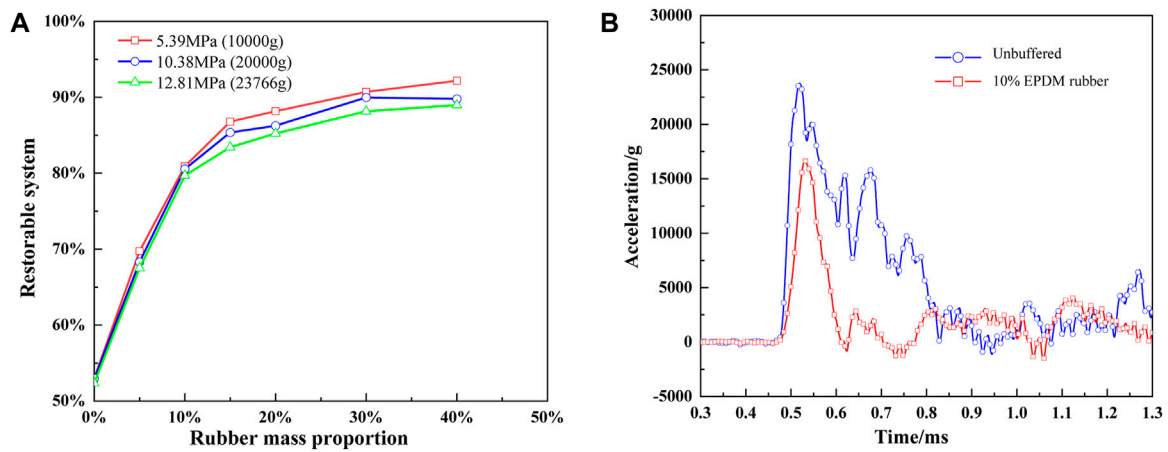 A
100%
90%
80%
70%
60%
50%
Restorable system
5.39MPa (10000g)
10.38MPa (20000g)
12.81MPa (23766g)
0%
10%
20%
30%
40%
50%
Rubber mass proportion
B
30000
25000
20000
15000
10000
5000
0
-5000
Acceleration/g
Unbuffered
10% EPDM rubber
0.3
0.4
0.5
0.6
0.7
0.8
0.9
1.0
1.1
1.2
1.3
Time/ms